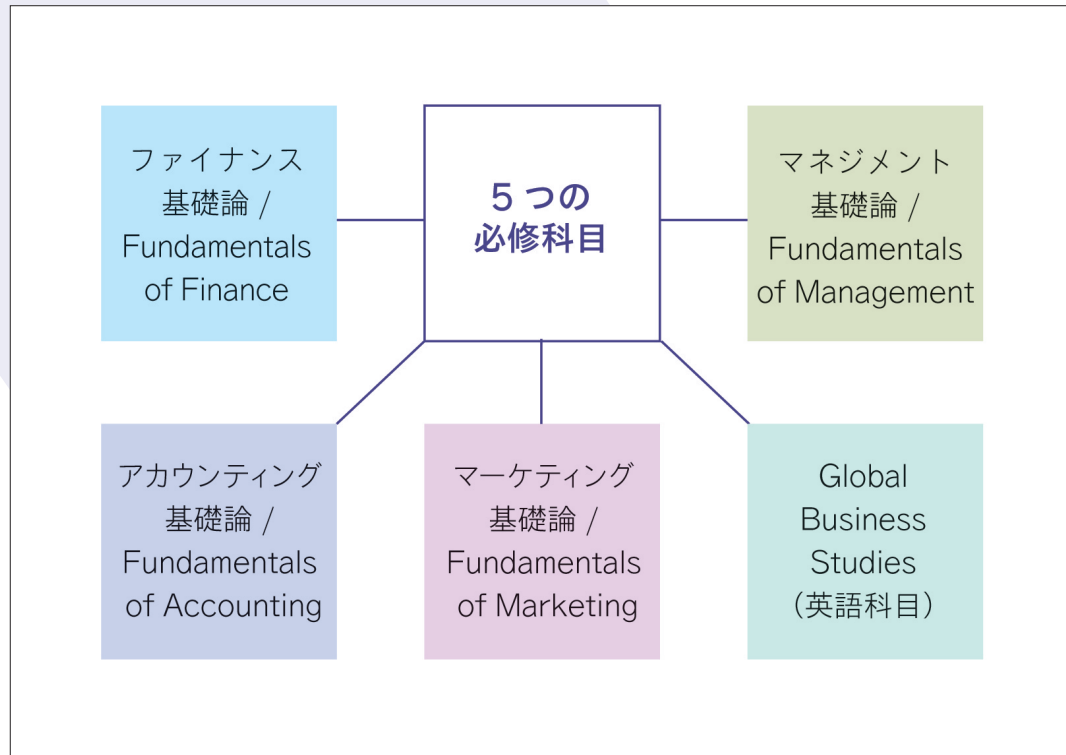 ファイナンス
基礎論 /
Fundamentals
of Finance
5 つの
必修科目
マネジメント
基礎論 /
Fundamentals
of Management
アカウンティング
基礎論 /
Fundamentals
of Accounting
マーケティング
基礎論 /
Fundamentals
of Marketing
Global
Business
Studies
（英語科目）